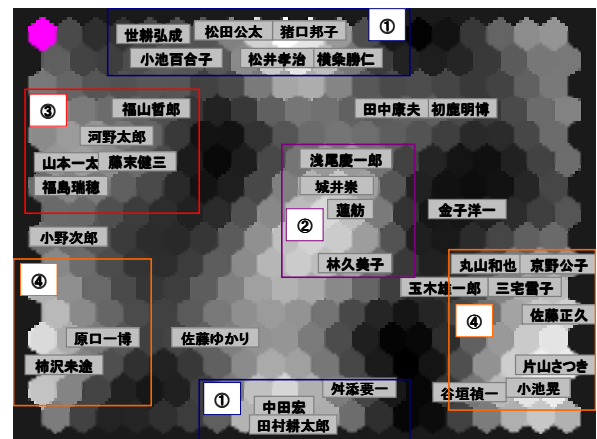 世耕弘成 松田公太 猪口邦子 ①
小池百合子 松井孝治 横条勝仁
③ 福山哲郎 田中康夫 初鹿明博
河野太郎
山本一太 藤末健三 浅尾慶一郎
福島瑞穂 城井崇
蓮舫 金子洋一
②
小野次郎
林久美子 丸山和也 京野公子
④ 玉木雄一郎 三宅雪子
④ 佐藤正久
原口一博 佐藤ゆかり
柿沢未途 片山さつき
舛添要一 谷垣禎一 小池晃
① 中田宏
田村耕太郎